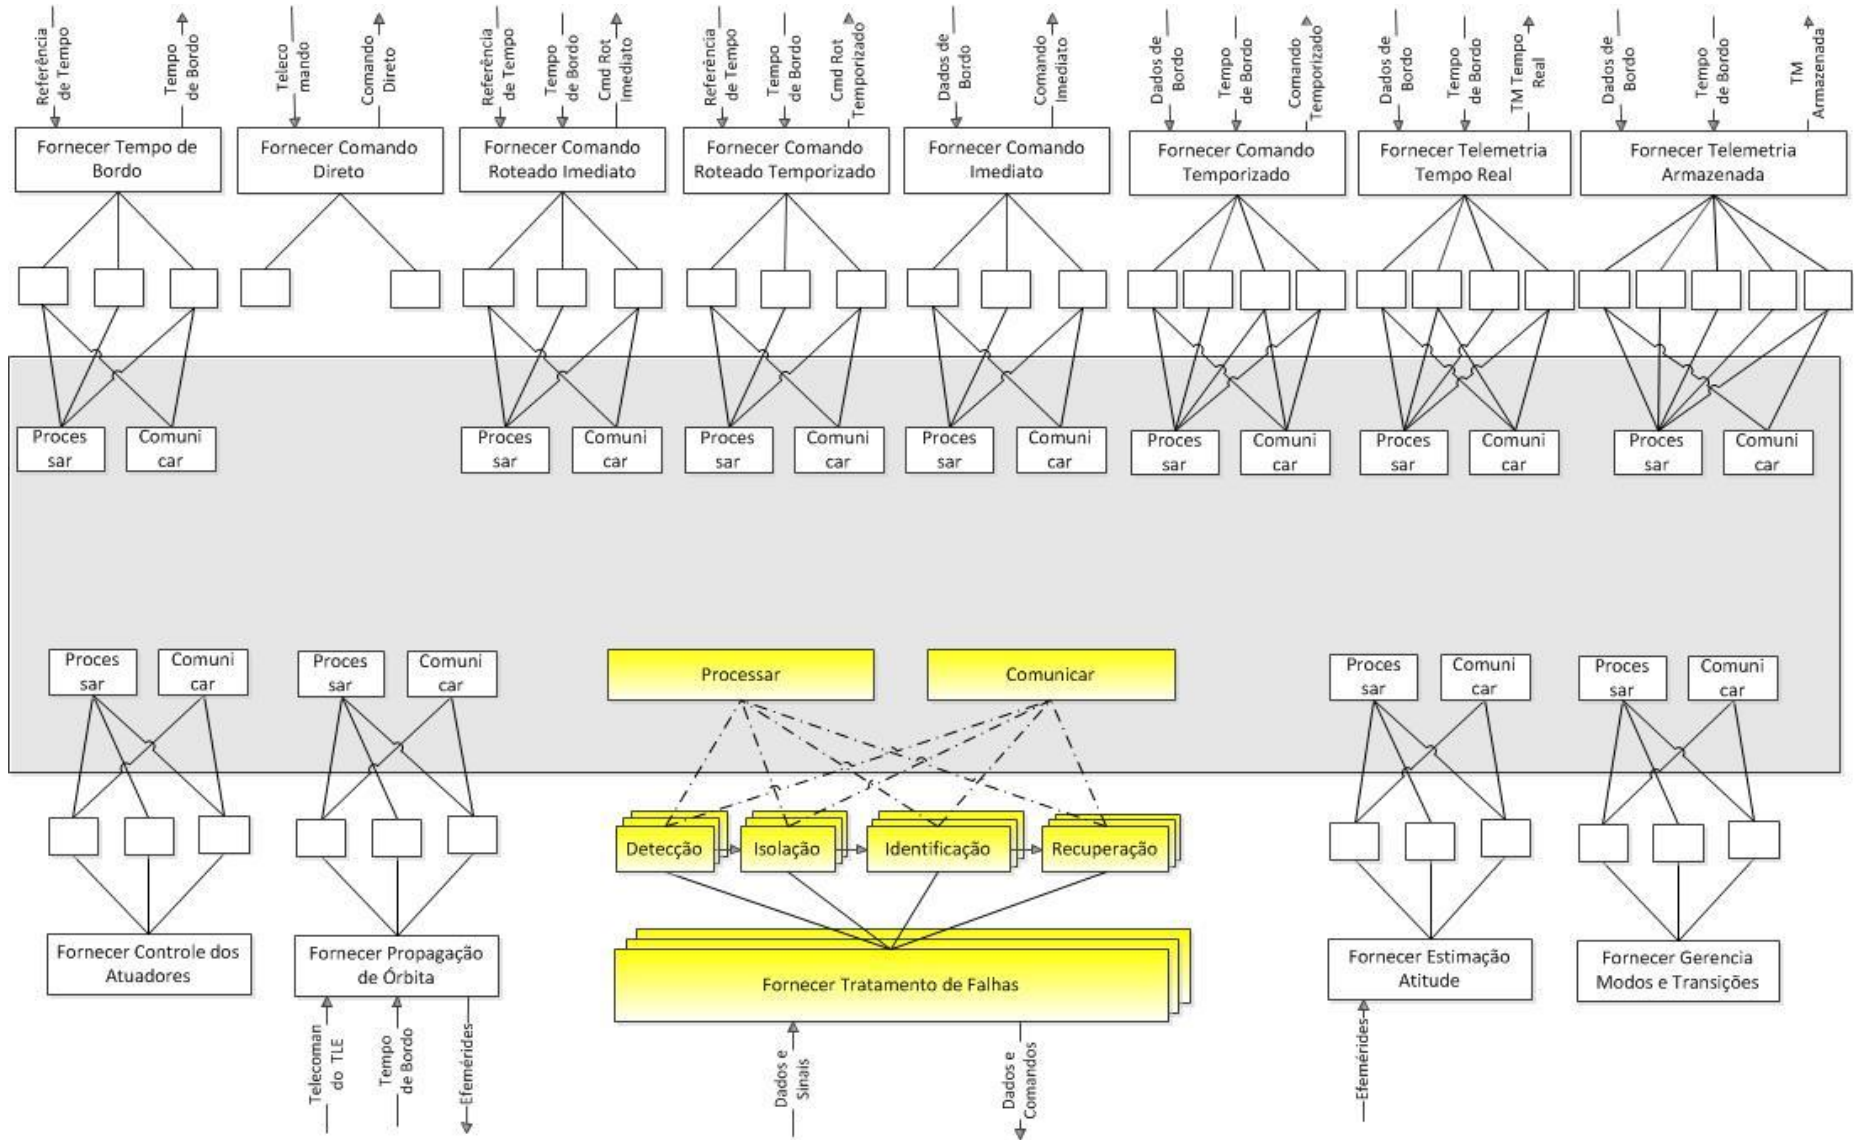 Referência
de Tempo
Tempo
de Bordo
Teleco
mando
Comando
Direto
Referência
de Tempo
Tempo
de Bordo
Cmd Rot
Imediato
Referência
de Tempo
Tempo
de Bordo
Cmd Rot
Temporizado
Dados de
Bordo
Comando
Imediato
Dados de
Bordo
Tempo
de Bordo
Comando
Temporizado
Dados de
Bordo
Tempo
de Bordo
TM Tempo
Real
Dados de
Bordo
Tempo
de Bordo
TM
Armazenada
Fornecer Tempo de
Bordo
Fornecer Comando
Direto
Fornecer Comando
Roteado Imediato
Fornecer Comando
Roteado Temporizado
Fornecer Comando
Imediato
Fornecer Comando
Temporizado
Fornecer Telemetria
Tempo Real
Fornecer Telemetria
Armazenada
Proces
sar
Comuni
car
Proces
sar
Comuni
car
Proces
sar
Comuni
car
Proces
sar
Comuni
car
Proces
sar
Comuni
car
Proces
sar
Comuni
car
Proces
sar
Comuni
car
Proces
sar
Comuni
car
Proces
sar
Comuni
car
Processar
Comunicar
Proces
sar
Comuni
car
Proces
sar
Comuni
car
Detecção
Isolação
Identificação
Recuperação
Fornecer Controle dos
Atuadores
Fornecer Propagação
de Órbita
Fornecer Tratamento de Falhas
Fornecer Estimação
Atitude
Fornecer Gerencia
Modos e Transições
Telecoman
do TLE
Tempo
de Bordo
Efemérides
Dados e
Sinais
Dados e
Comandos
Efemérides